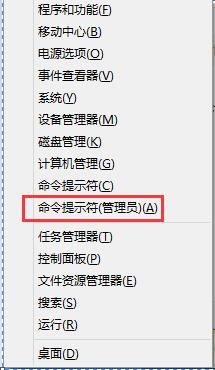 程序和功能(F)
移动中心(B)
电源选项(O)
事件查看器(V)
系统(Y)
设备管理器(M)
磁盘管理(K)
计算机管理(G)
命令提示符(C)
命令提示符(管理员)(A)
任务管理器(T)
控制面板(P)
文件资源管理器(E)
搜索(S)
运行(R)
桌面(D)